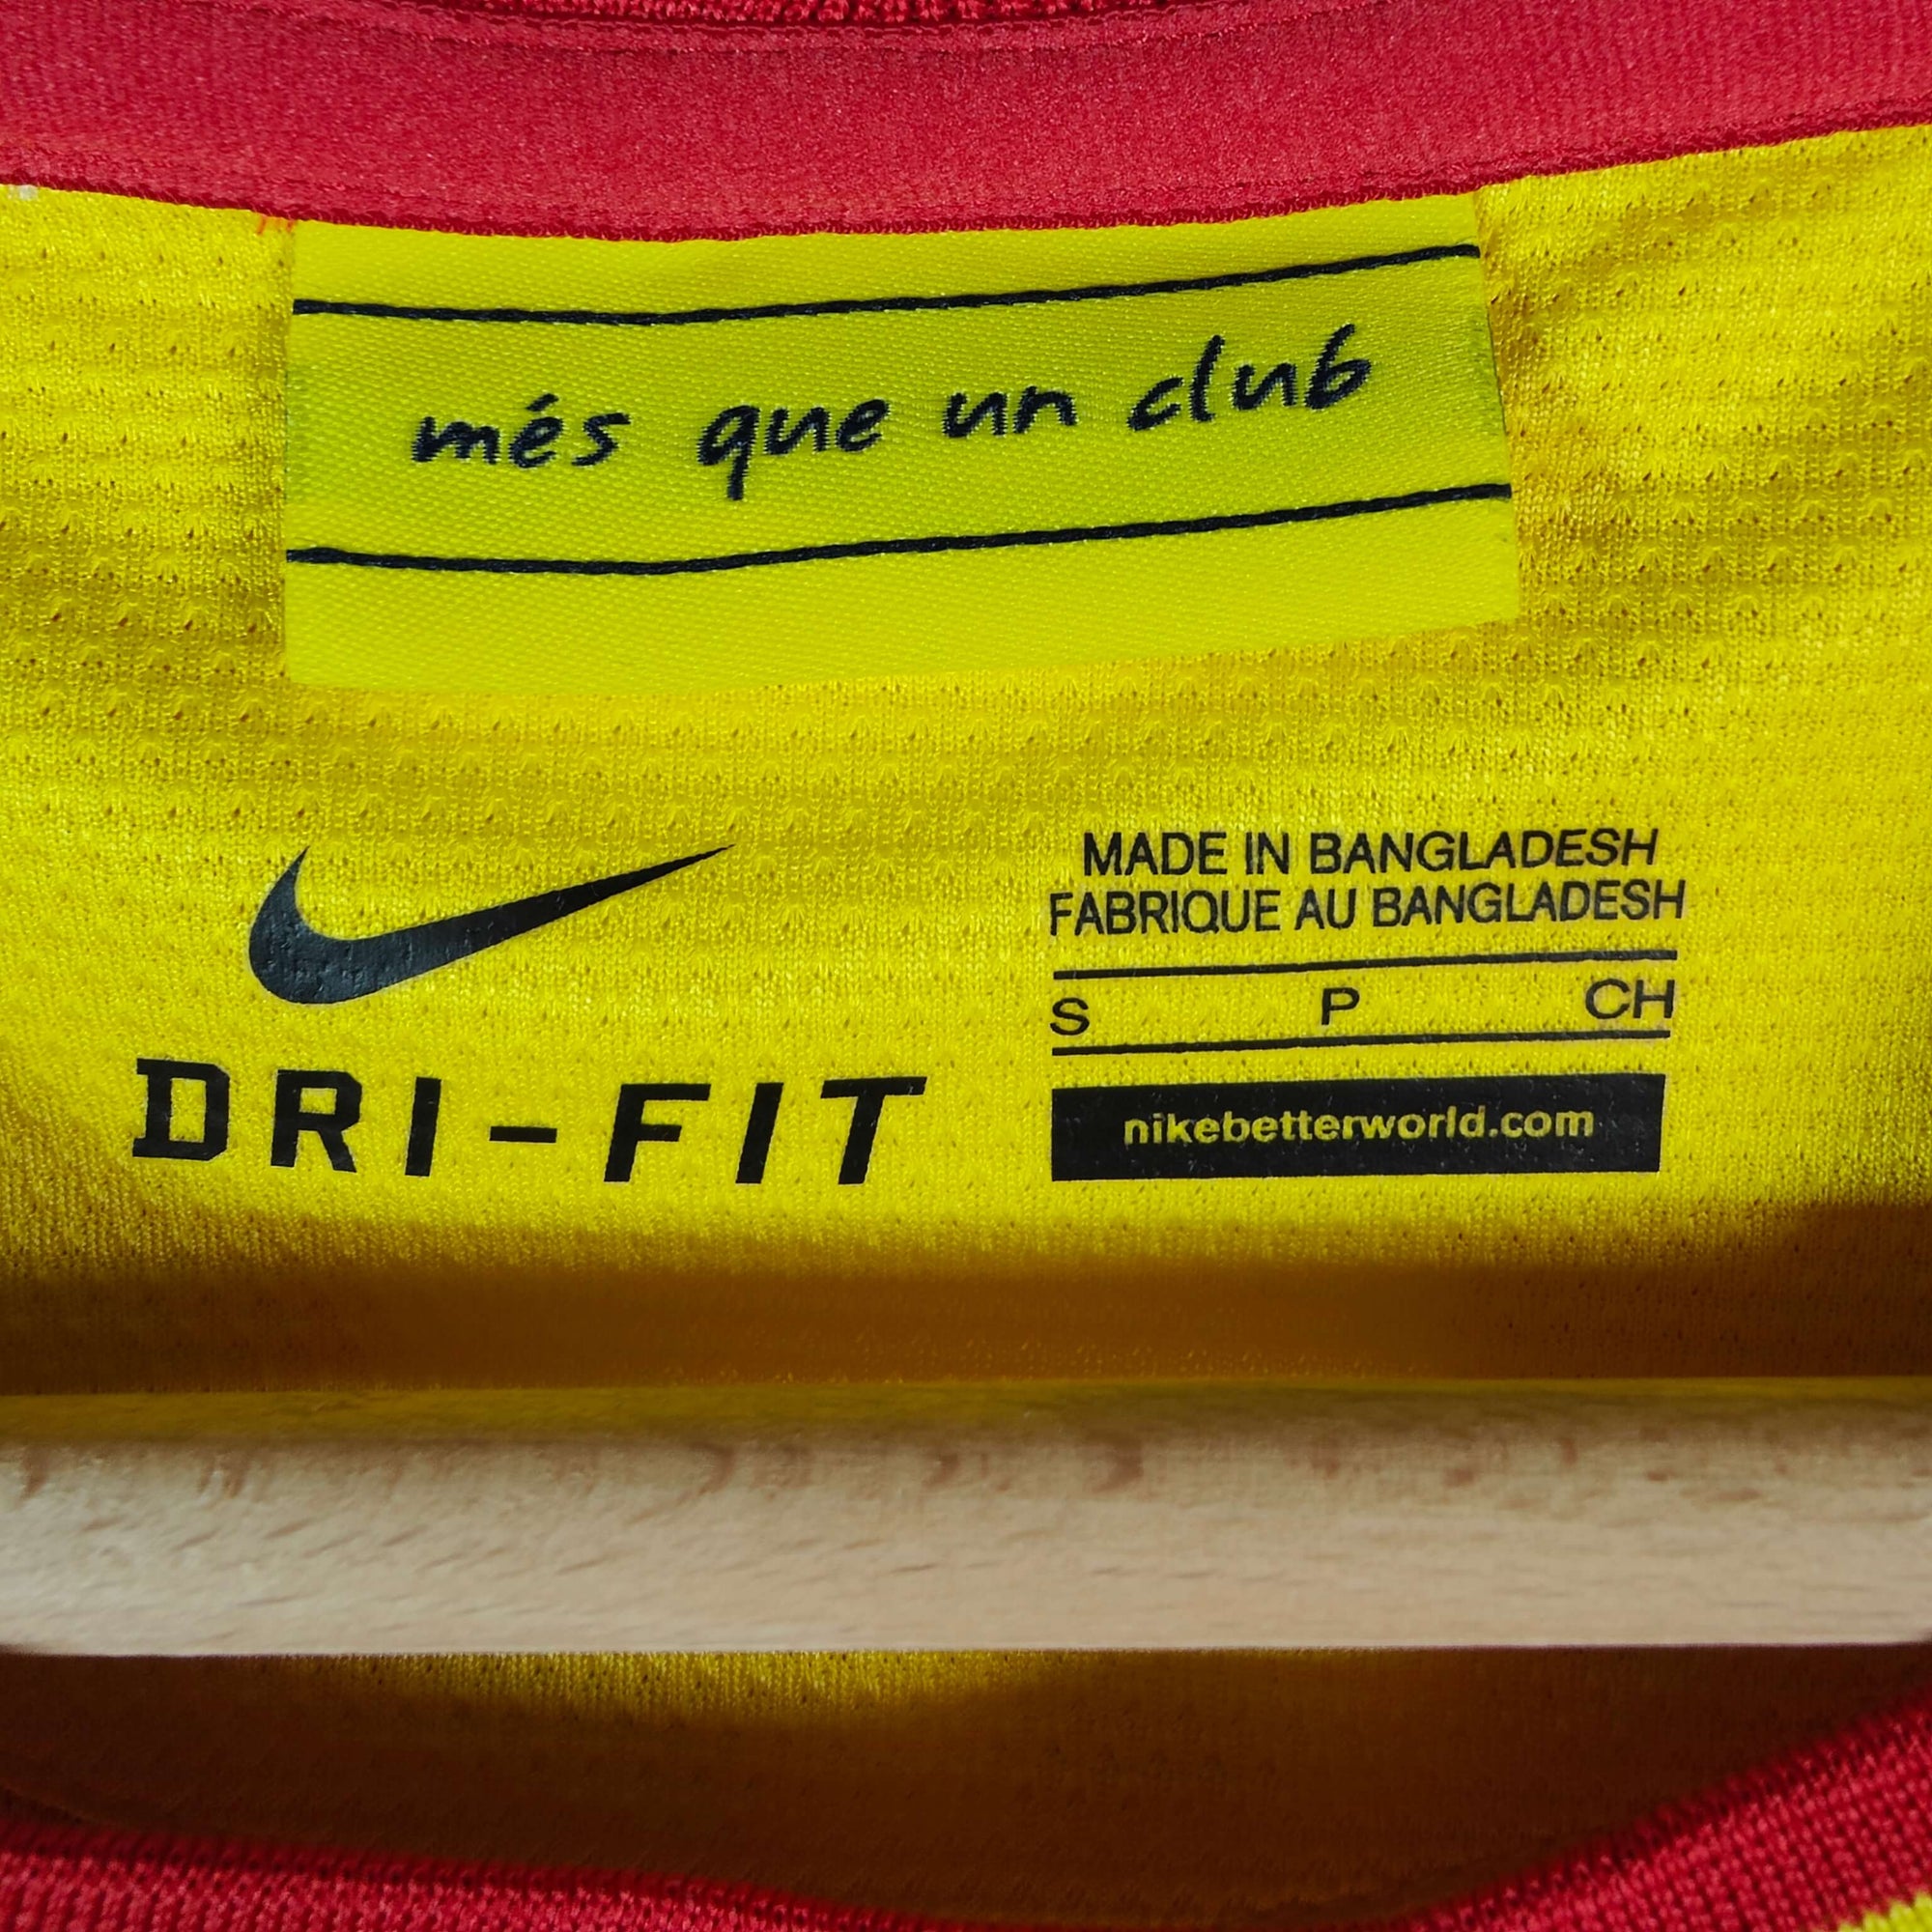 més que un club
MADE IN BANGLADESH
FABRIQUE AU BANGLADESH
S P CH
nikebetterworld.com
DRI-FIT